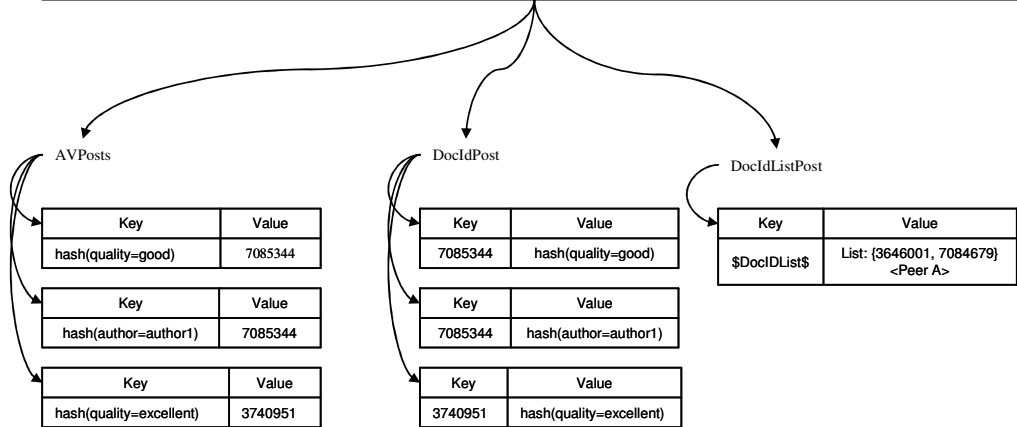 AVPosts
DocIdPost
DocIdListPost
Key Value
hash(quality=good) 7085344
Key Value
hash(author=author1) 7085344
Key Value
hash(quality=excellent) 3740951
Key Value
7085344 hash(quality=good)
Key Value
7085344 hash(author=author1)
Key Value
3740951 hash(quality=excellent)
Key Value
$DocIDList$ List: {3646001, 7084679}
<Peer A>